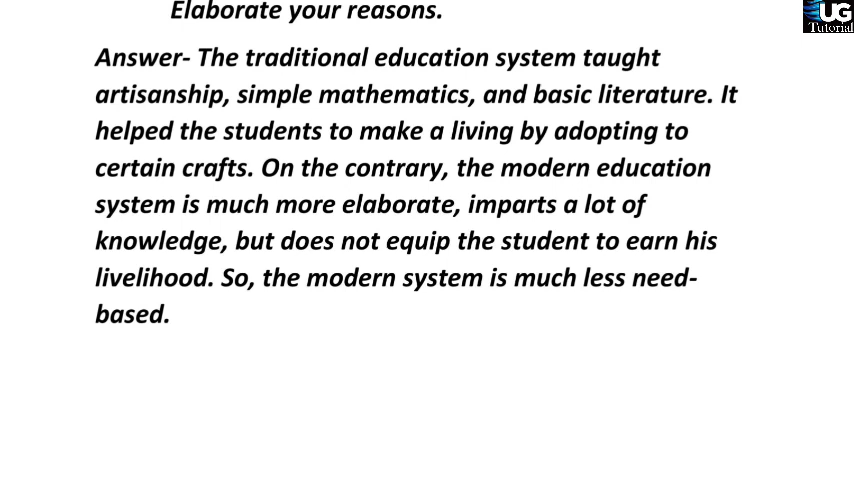 Elaborate your reasons.
UG
Tutorial
Answer- The traditional education system taught
artisanship, simple mathematics, and basic literature. It
helped the students to make a living by adopting to
certain crafts. On the contrary, the modern education
system is much more elaborate, imparts a lot of
knowledge, but does not equip the student to earn his
livelihood. So, the modern system is much less need-
based.